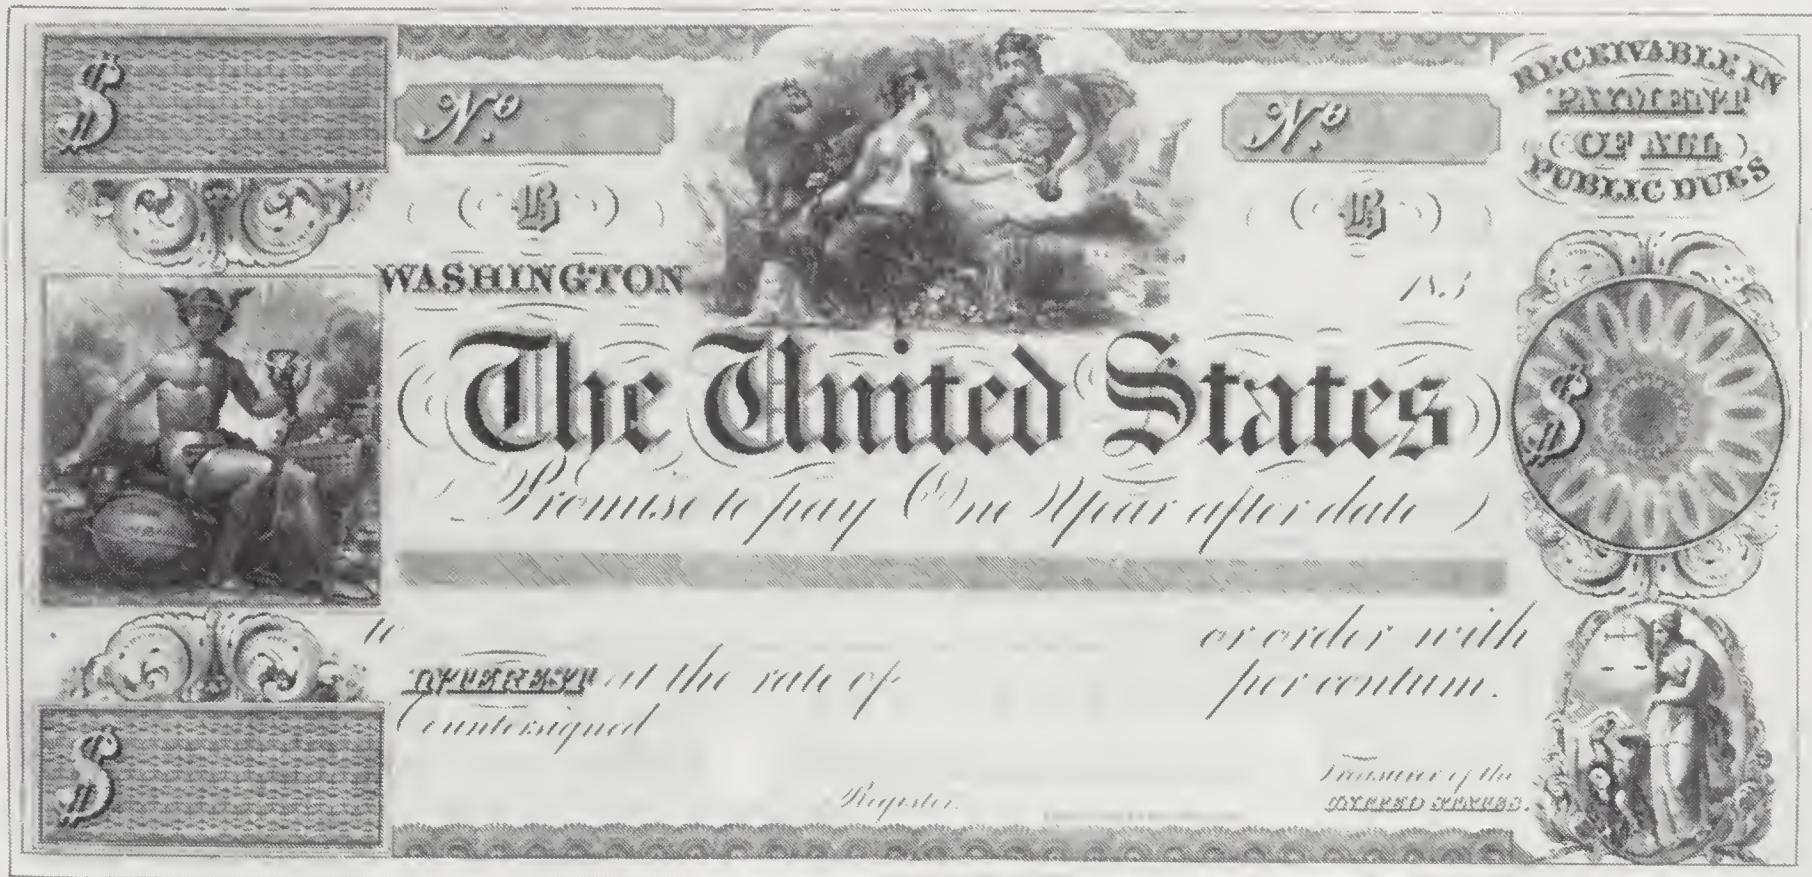 $ No No RECEIVABLE IN
PAYMENT
OF ALL
PUBLIC DUES
B B
WASHINGTON 183
The United States
$
Promise to pay One Year after date
to or order with
INTEREST at the rate of per centum.
Countersigned
$
Register. Treasurer of the
UNITED STATES.